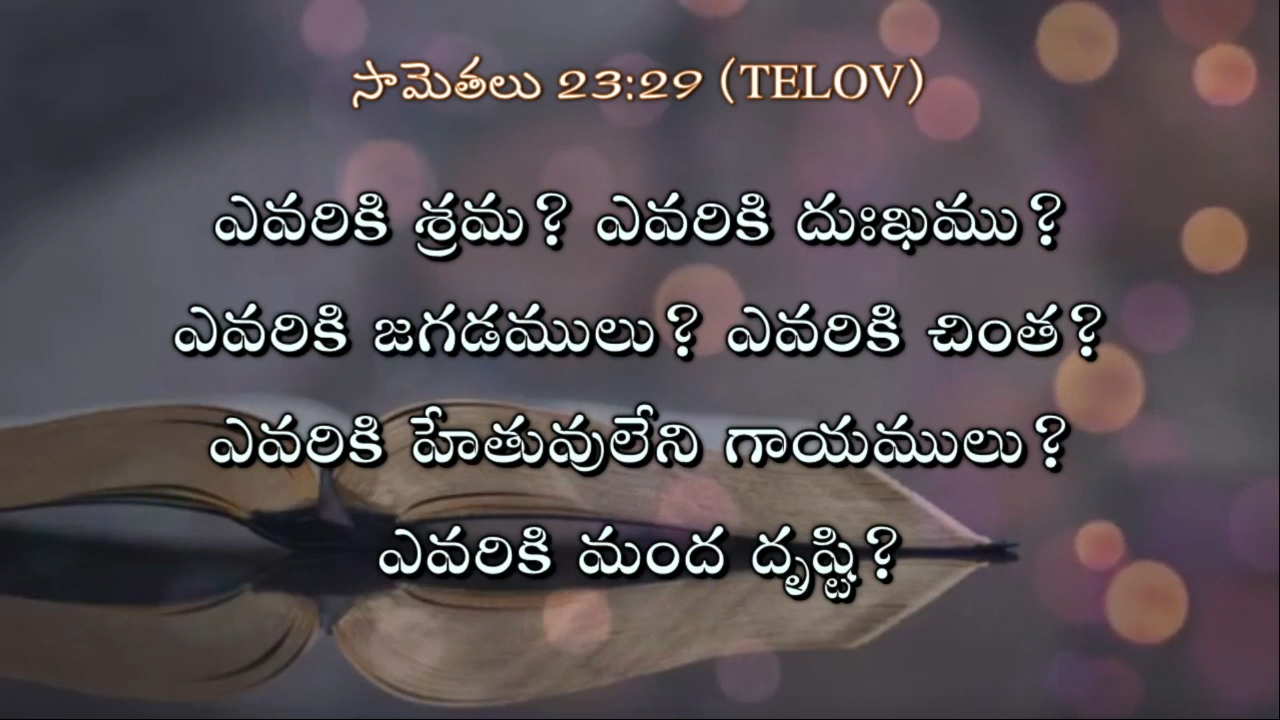 సామెతలు 23:29 (TELOV)
ఎవరికి శ్రమ? ఎవరికి దుఃఖము?
ఎవరికి జగడములు? ఎవరికి చింత?
ఎవరికి హేతువులేని గాయములు?
ఎవరికి మంద దృష్టి?